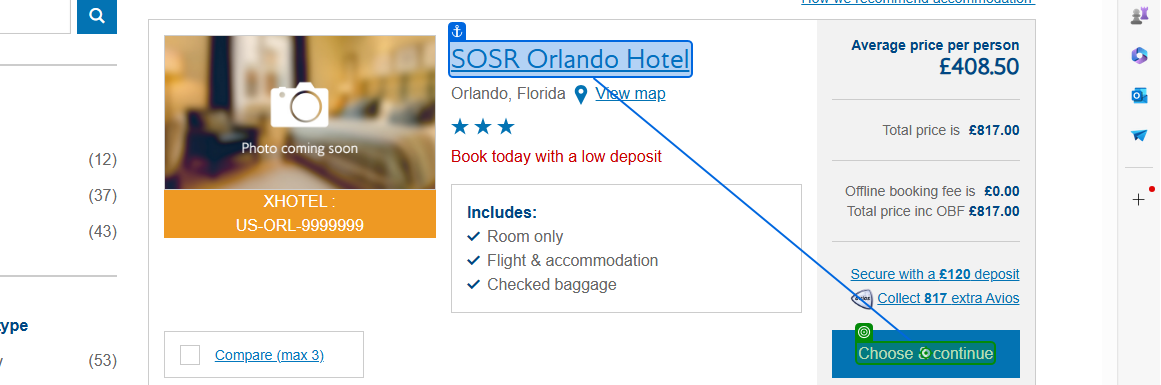 How we recommend accommodation
SOSR Orlando Hotel
Orlando, Florida View map
Book today with a low deposit
Photo coming soon
XHOTEL :
US-ORL-9999999
Includes:
Room only
Flight & accommodation
Checked baggage
Compare (max 3)
Average price per person
£408.50
Total price is £817.00
Offline booking fee is £0.00
Total price inc OBF £817.00
Secure with a £120 deposit
Avios Collect 817 extra Avios
Choose & continue
(12)
(37)
(43)
ype
y (53)